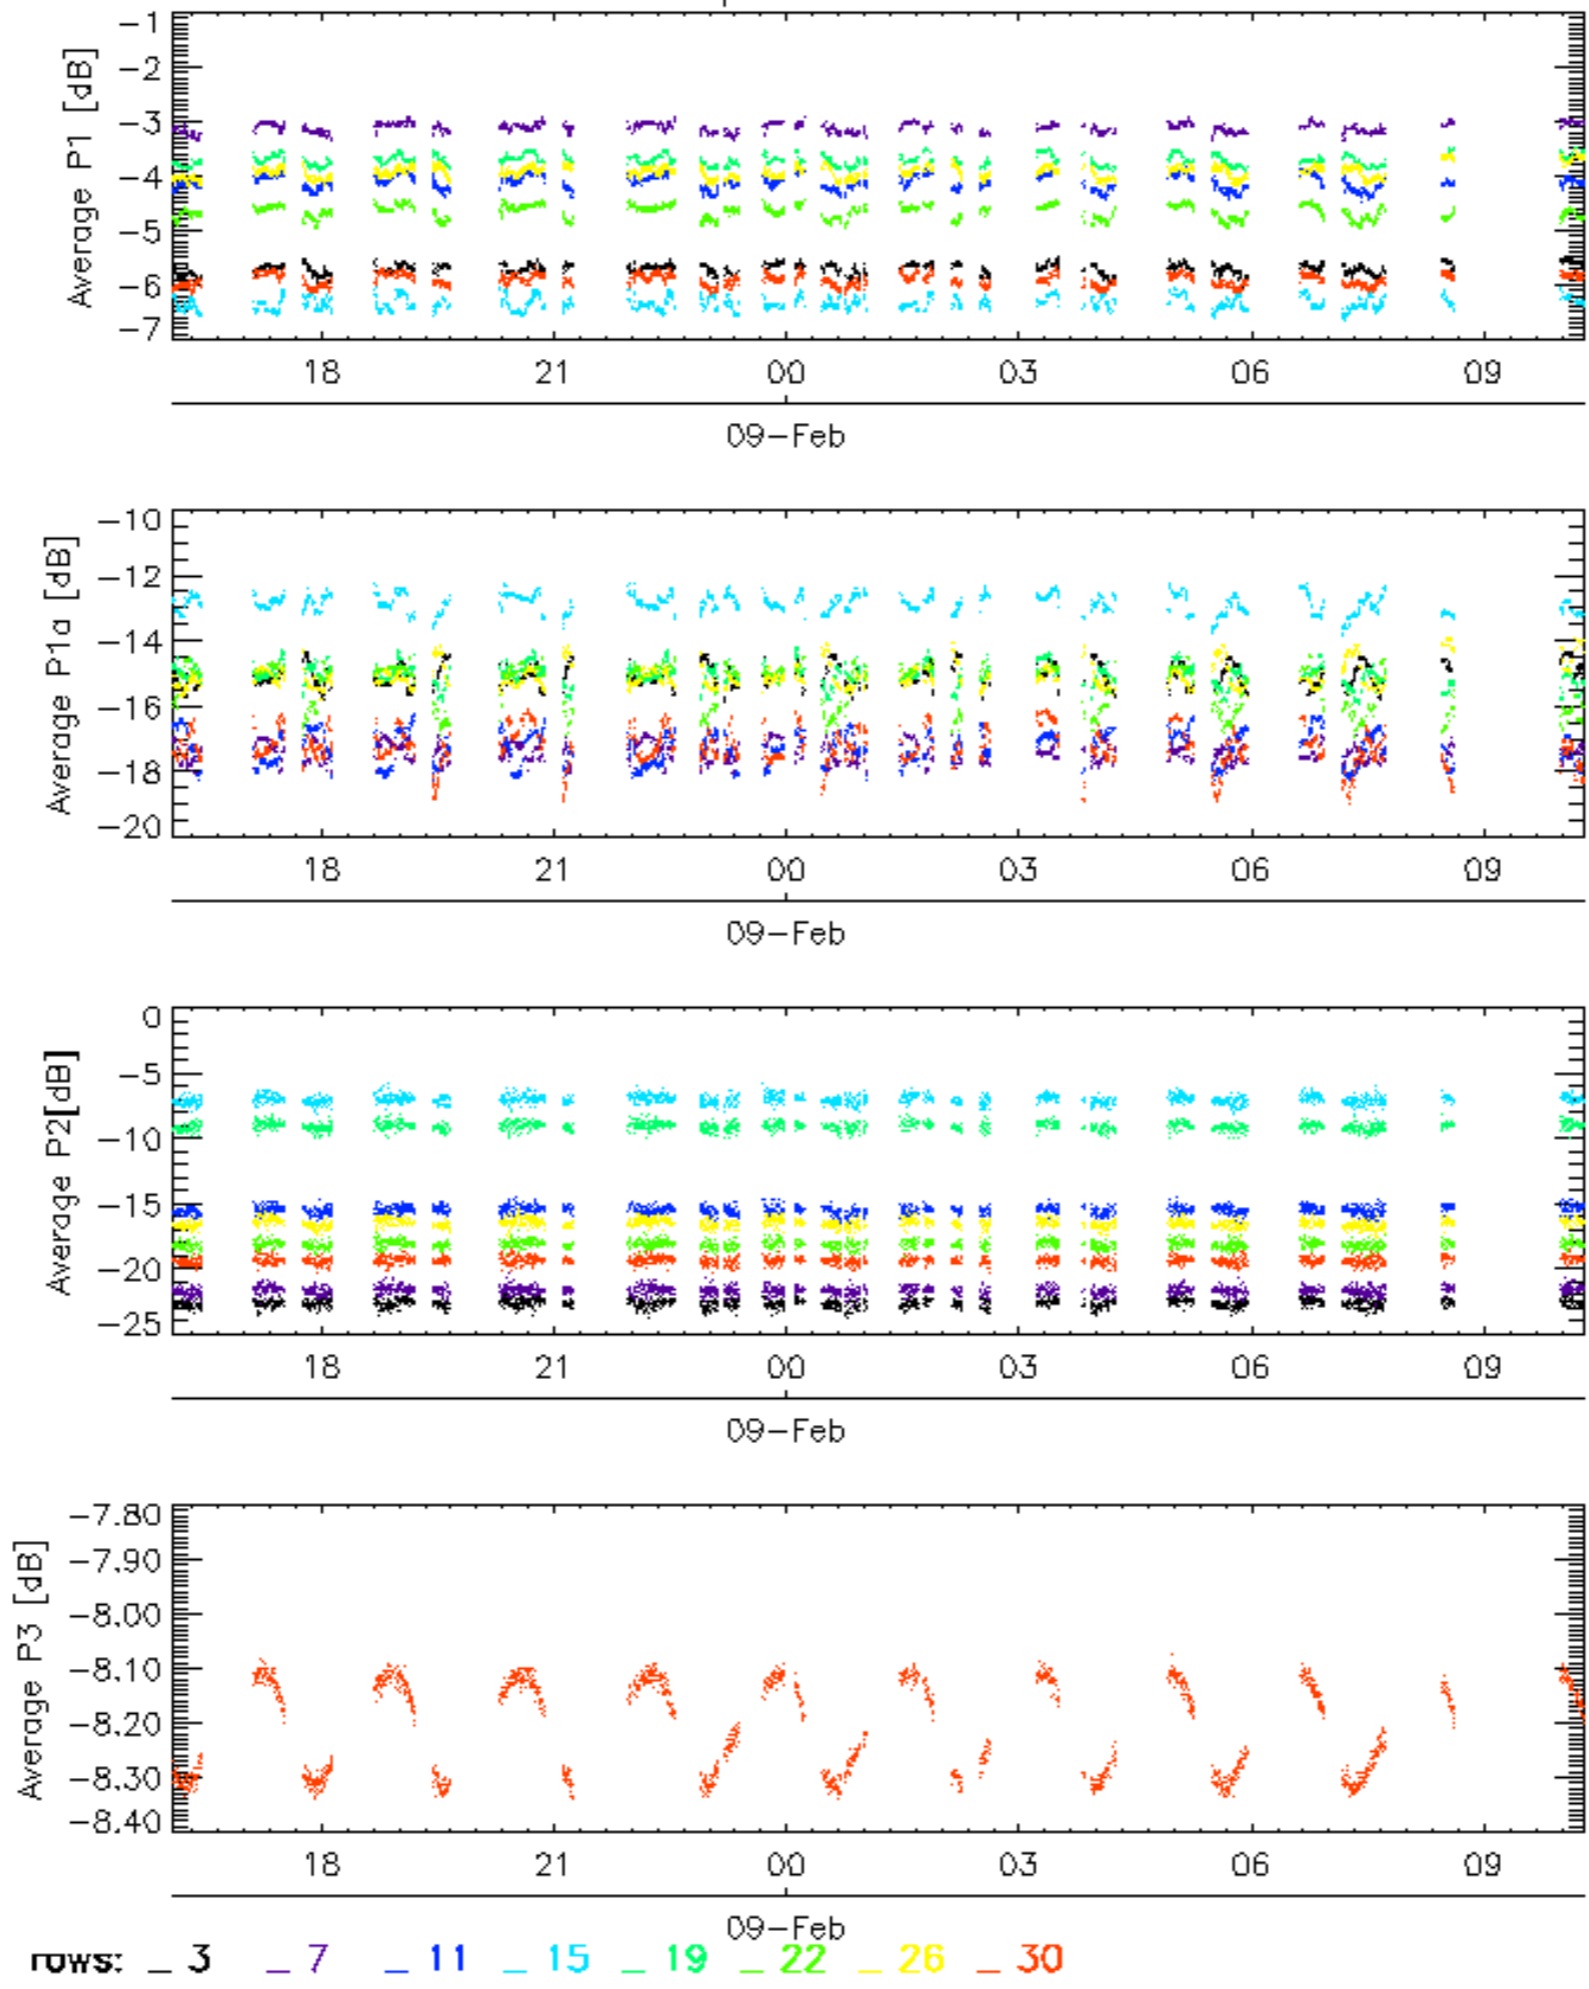 Average P1 [dB]
−1
−2
−3
−4
−5
−6
−7
18 21 00 03 06 09
09−Feb
Average P1a [dB]
−10
−12
−14
−16
−18
−20
18 21 00 03 06 09
09−Feb
Average P2[dB]
0
−5
−10
−15
−20
−25
18 21 00 03 06 09
09−Feb
Average P3 [dB]
−7.80
−7.90
−8.00
−8.10
−8.20
−8.30
−8.40
18 21 00 03 06 09
09−Feb
rows: _ 3 _ 7 _ 11 _ 15 _ 19 _ 22 _ 26 _ 30